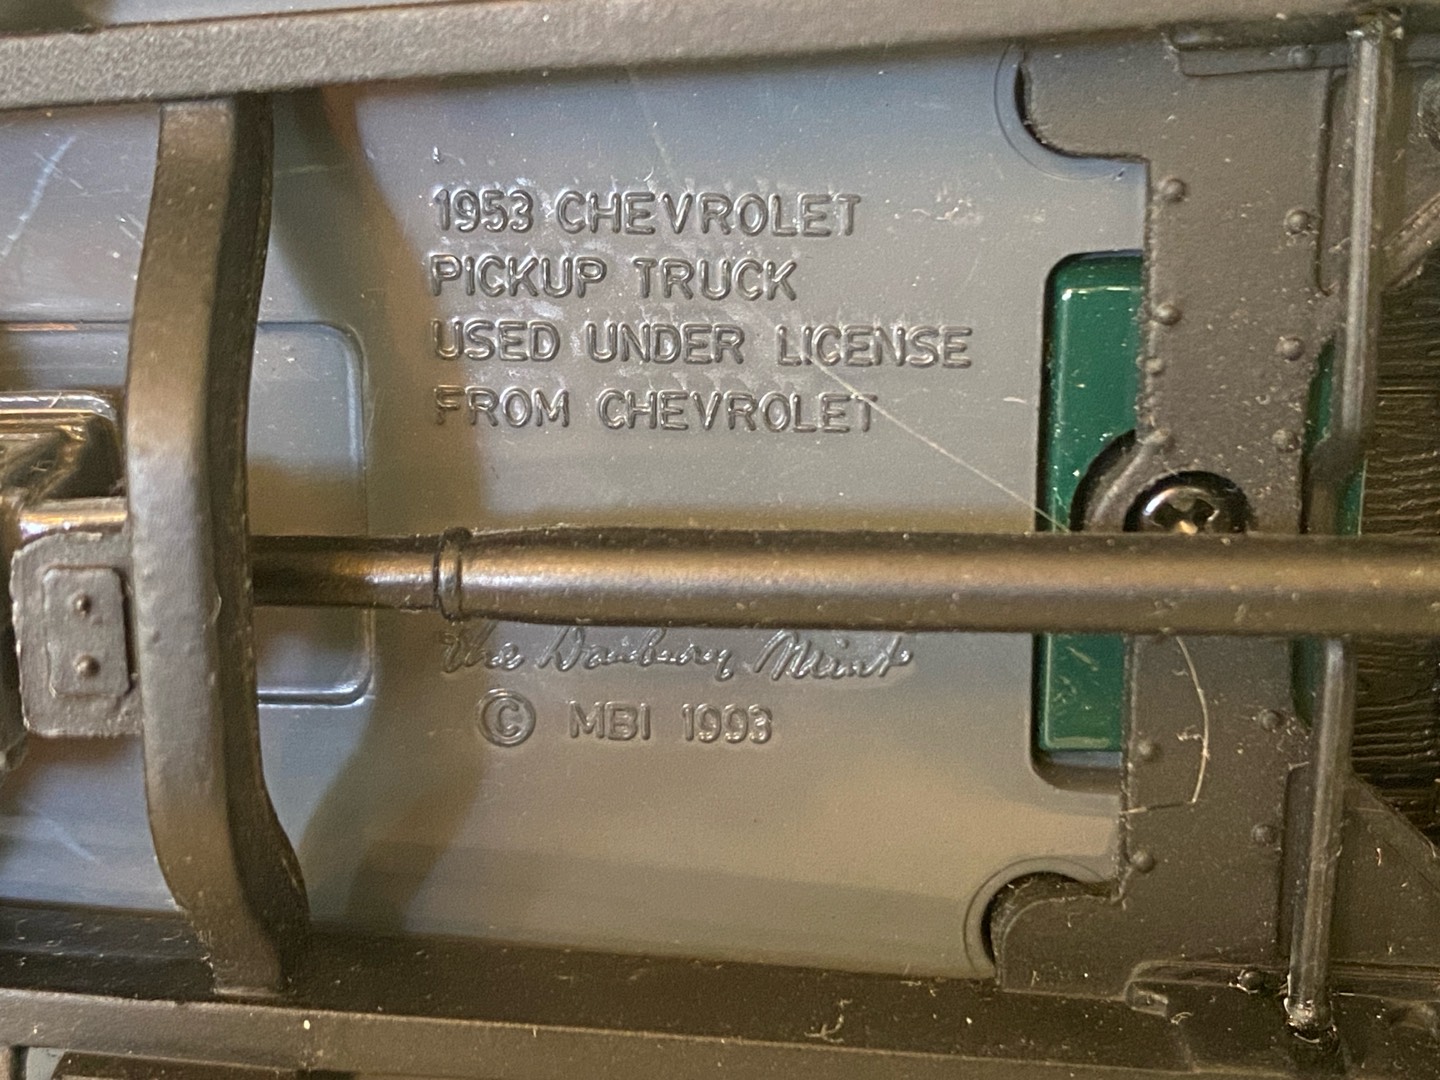 1953 CHEVROLET
PICKUP TRUCK
USED UNDER LICENSE
FROM CHEVROLET
the Danbury Mint
© MBI 1993